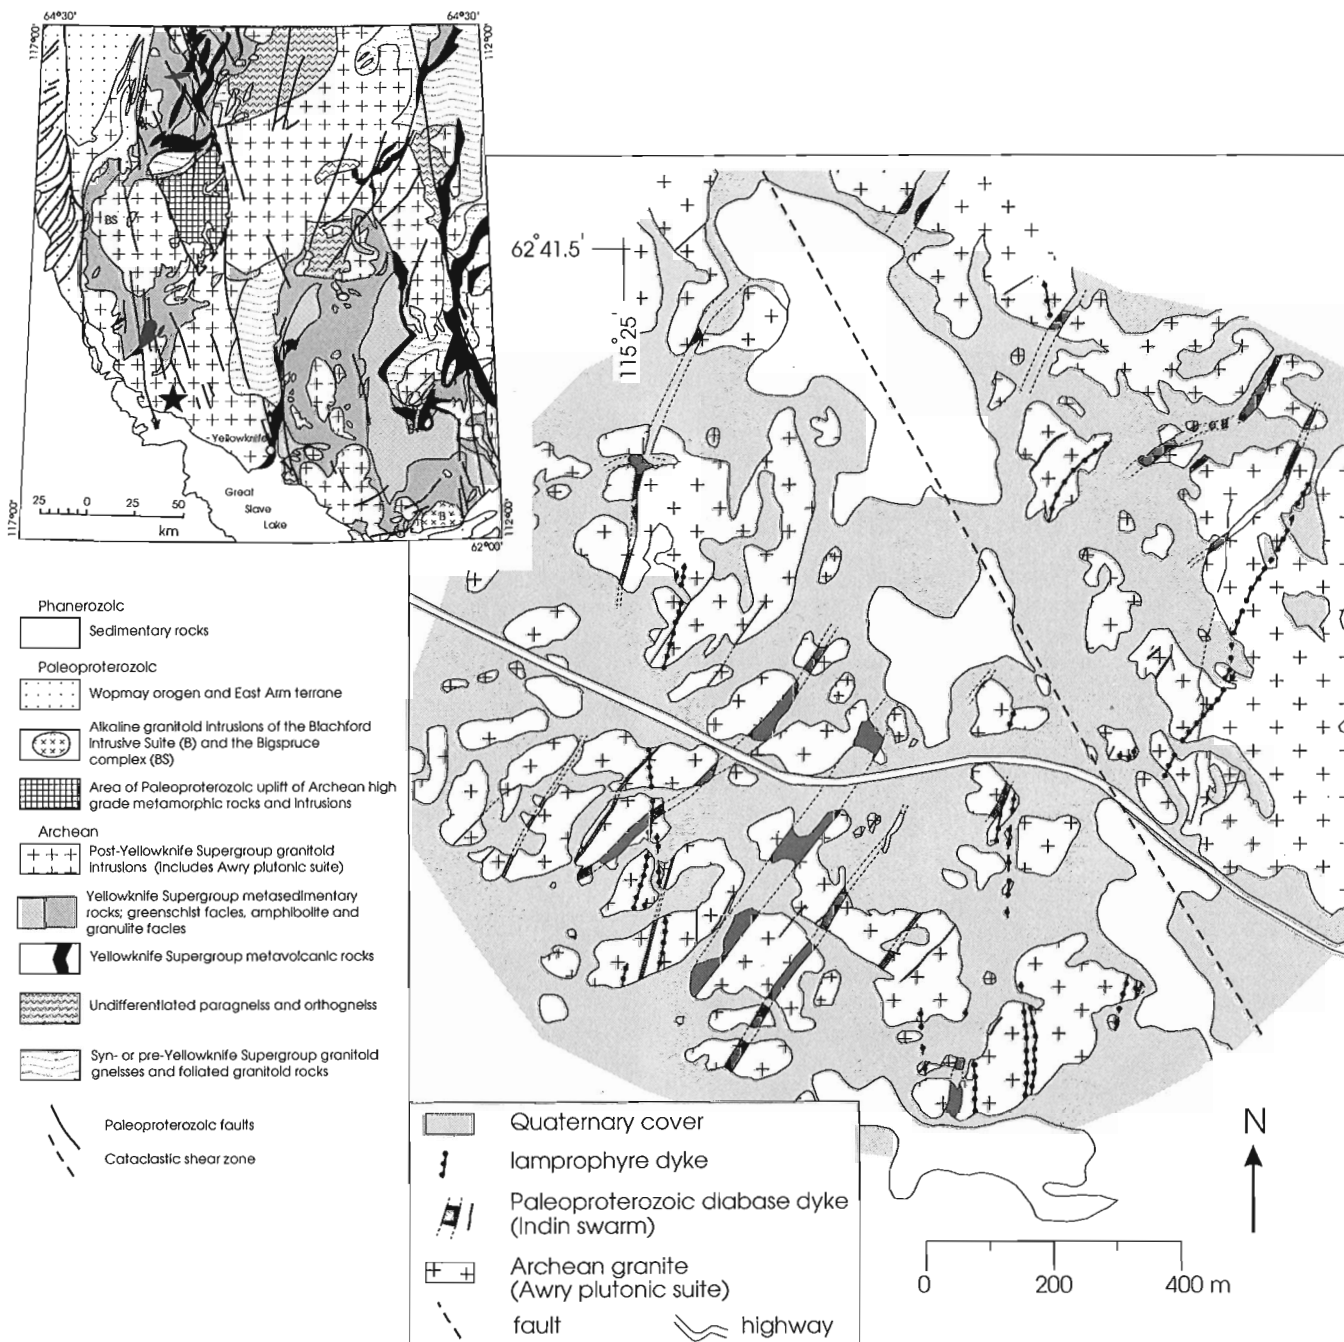 64°30'
64°30'
117°00'
112°00'
BS
Yellowknife
Great
Slave
Lake
B
25 0 25 50
km
117°00'
112°00'
62°00'
62°41.5'
115°25'
Phanerozoic
Sedimentary rocks
Paleoproterozoic
Wopmay orogen and East Arm terrane
Alkaline granitoid intrusions of the Blachford
Intrusive Suite (B) and the Bigspruce
complex (BS)
Area of Paleoproterozoic uplift of Archean high
grade metamorphic rocks and intrusions
Archean
Post-Yellowknife Supergroup granitoid
intrusions (includes Awry plutonic suite)
Yellowknife Supergroup metasedimentary
rocks; greenschist facies, amphibolite and
granulite facies
Yellowknife Supergroup metavolcanic rocks
Undifferentiated paragneiss and orthogneiss
Syn- or pre-Yellowknife Supergroup granitoid
gneisses and foliated granitoid rocks
Paleoproterozoic faults
Cataclastic shear zone
Quaternary cover
lamprophyre dyke
Paleoproterozoic diabase dyke
(Indin swarm)
Archean granite
(Awry plutonic suite)
fault
highway
N
0 200 400 m